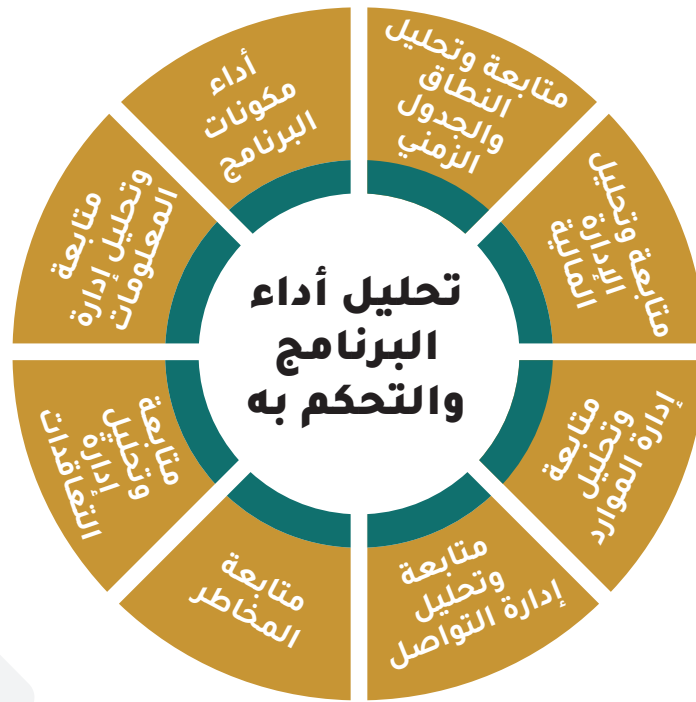 تحليل أداء
البرنامج
والتحكم به
متابعة وتحليل
النطاق
والجدول
الزمني
متابعة وتحليل
الإدارة
المالية
متابعة
وتحليل
إدارة الموارد
متابعة
وتحليل
إدارة التواصل
متابعة
المخاطر
متابعة
وتحليل
إدارة
التعاقدات
متابعة
وتحليل إدارة
المعلومات
أداء
مكونات
البرنامج